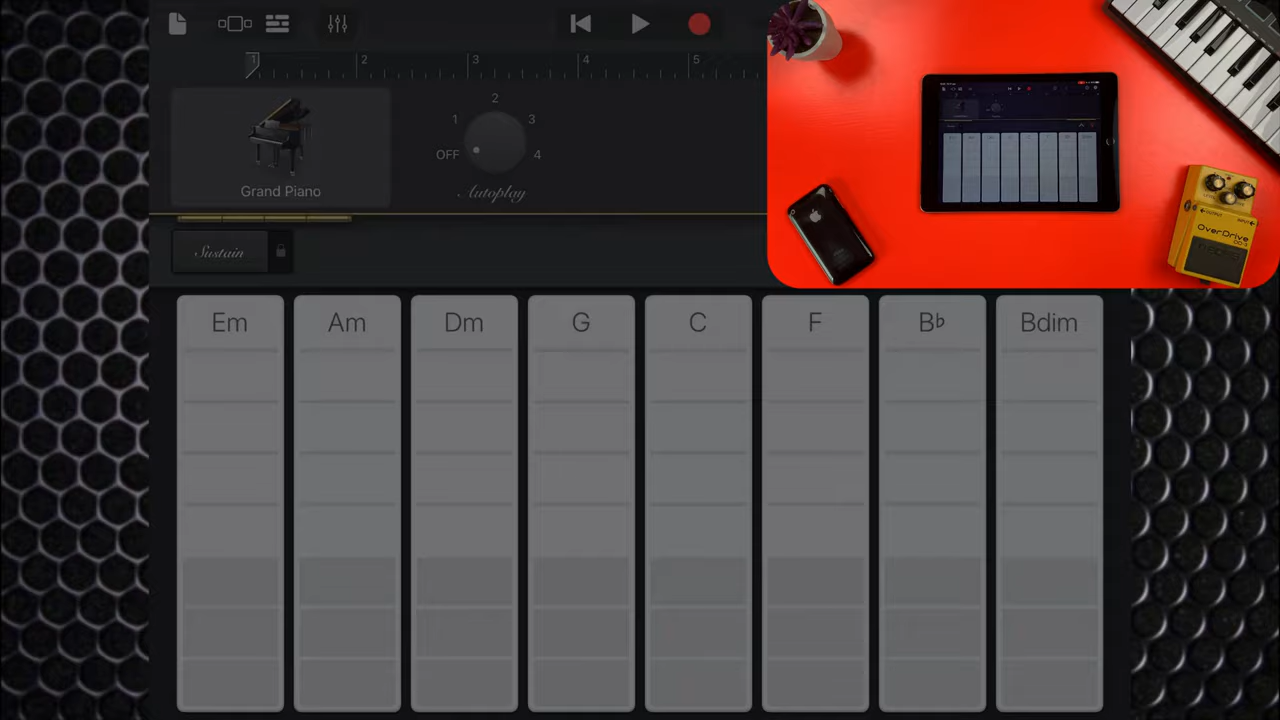 1 2 3 4 5
Grand Piano
OFF 1 2 3 4
Autoplay
Sustain
Em Am Dm G C F B♭ Bdim
OverDrive